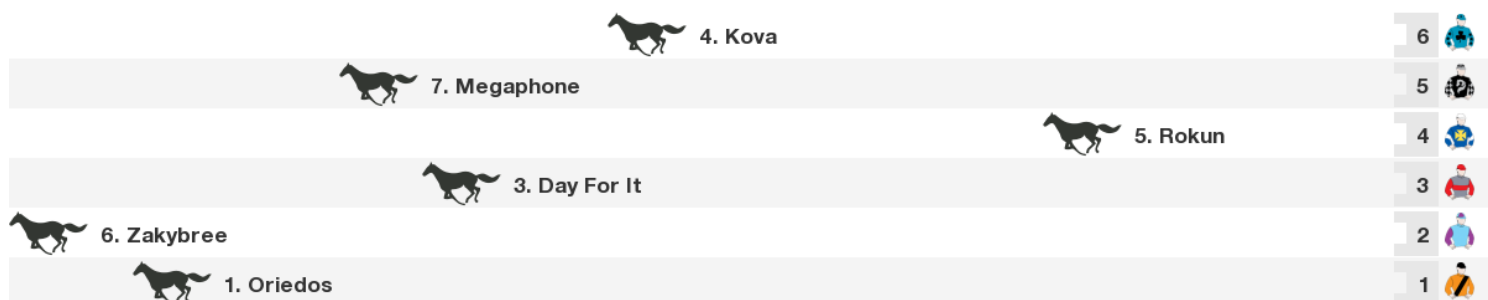 4. Kova 6
7. Megaphone 5
5. Rokun 4
3. Day For It 3
6. Zakybree 2
1. Oriedos 1